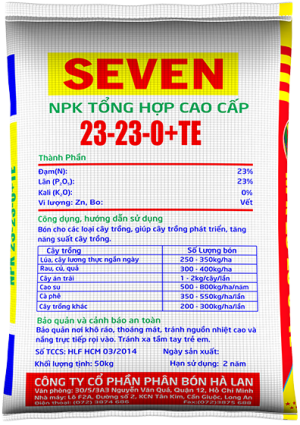 SEVEN
NPK TỔNG HỢP CAO CẤP
23-23-0+TE
Thành Phần
Đạm(N): 23%
Lân (P₂O₅): 23%
Kali (K₂O): 0%
Vi lượng: Zn, Bo: Vết
Công dụng, hướng dẫn sử dụng
Bón cho các loại cây trồng, giúp cây trồng phát triển, tăng
năng suất cây trồng.
Cây trồng Số Lượng bón
Lúa, cây lương thực ngắn ngày 250 - 350kg/ha
Rau, củ, quả 300 - 400kg/ha
Cây ăn trái 1 - 2kg/cây/lần
Cao su 500 - 800kg/ha/năm
Cà phê 350 - 550kg/ha/lần
Cây trồng khác 200 - 300kg/ha/lần
Bảo quản và cảnh báo an toàn
Bảo quản nơi khô ráo, thoáng mát, tránh nguồn nhiệt cao và
nắng trực tiếp rọi vào. Tránh xa tầm tay trẻ em.
Số TCCS: HLF HCM 03/2014 Ngày sản xuất:
Khối lượng tịnh: 50kg Hạn sử dụng: 2 năm
CÔNG TY CỔ PHẦN PHÂN BÓN HÀ LAN
Văn phòng: 30/5/3A3 Nguyễn Văn Quá, Quận 12, Hồ Chí Minh
Nhà máy: Lô F2A, Đường số 2, KCN Tân Kim, Cần Giuộc, Long An
NPK 23-23-0+TE